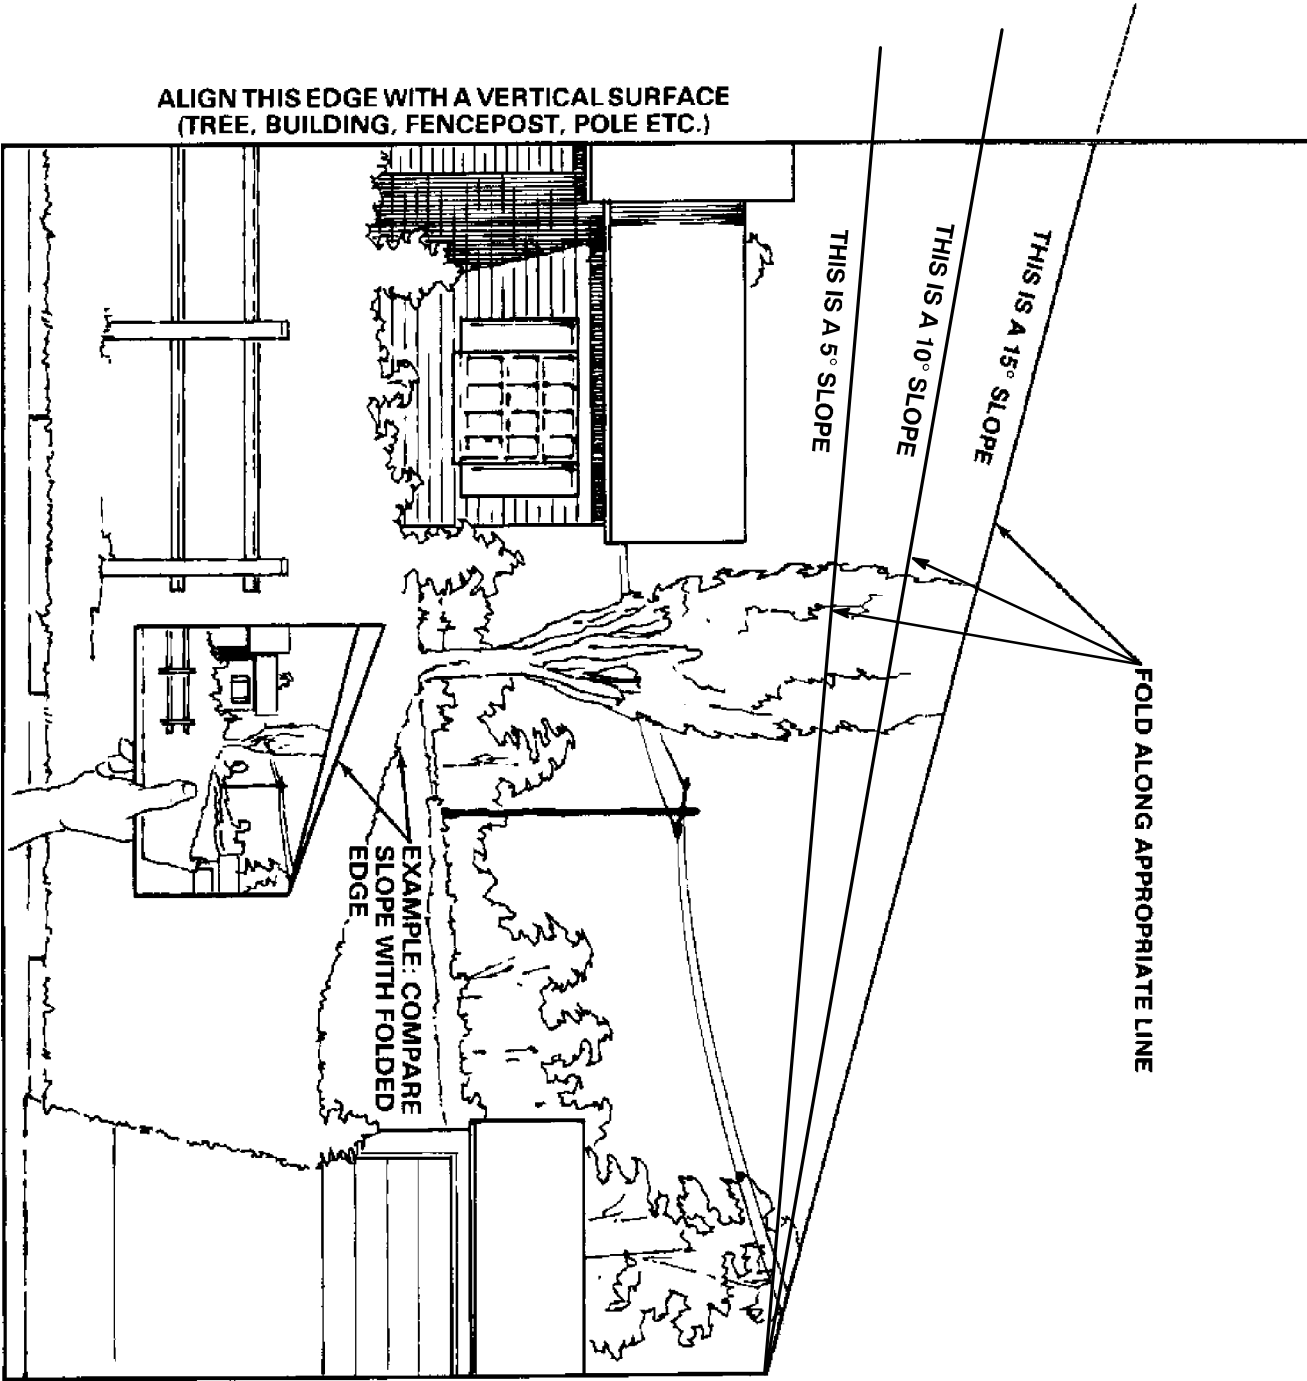 ALIGN THIS EDGE WITH A VERTICAL SURFACE
(TREE, BUILDING, FENCEPOST, POLE ETC.)
THIS IS A 15° SLOPE
THIS IS A 10° SLOPE
THIS IS A 5° SLOPE
FOLD ALONG APPROPRIATE LINE
EXAMPLE: COMPARE
SLOPE WITH FOLDED
EDGE